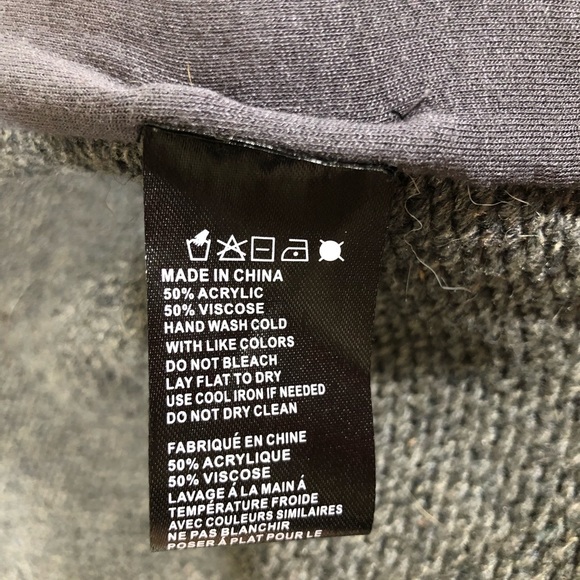 MADE IN CHINA
50% ACRYLIC
50% VISCOSE
HAND WASH COLD
WITH LIKE COLORS
DO NOT BLEACH
LAY FLAT TO DRY
USE COOL IRON IF NEEDED
DO NOT DRY CLEAN
FABRIQUÉ EN CHINE
50% ACRYLIQUE
50% VISCOSE
LAVAGE Á LA MAIN Á
TEMPÉRATURE FROIDE
AVEC COULEURS SIMILAIRES
NE PAS BLANCHIR
POSER Á PLAT POUR LE